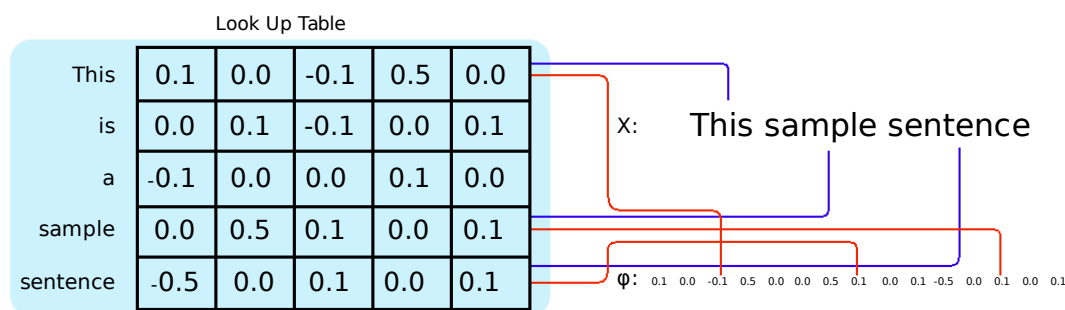 Look Up Table
This 0.1 0.0 -0.1 0.5 0.0
is 0.0 0.1 -0.1 0.0 0.1
a -0.1 0.0 0.0 0.1 0.0
sample 0.0 0.5 0.1 0.0 0.1
sentence -0.5 0.0 0.1 0.0 0.1
X: This sample sentence
φ: 0.1 0.0 -0.1 0.5 0.0 0.0 0.5 0.1 0.0 0.1 -0.5 0.0 0.1 0.0 0.1